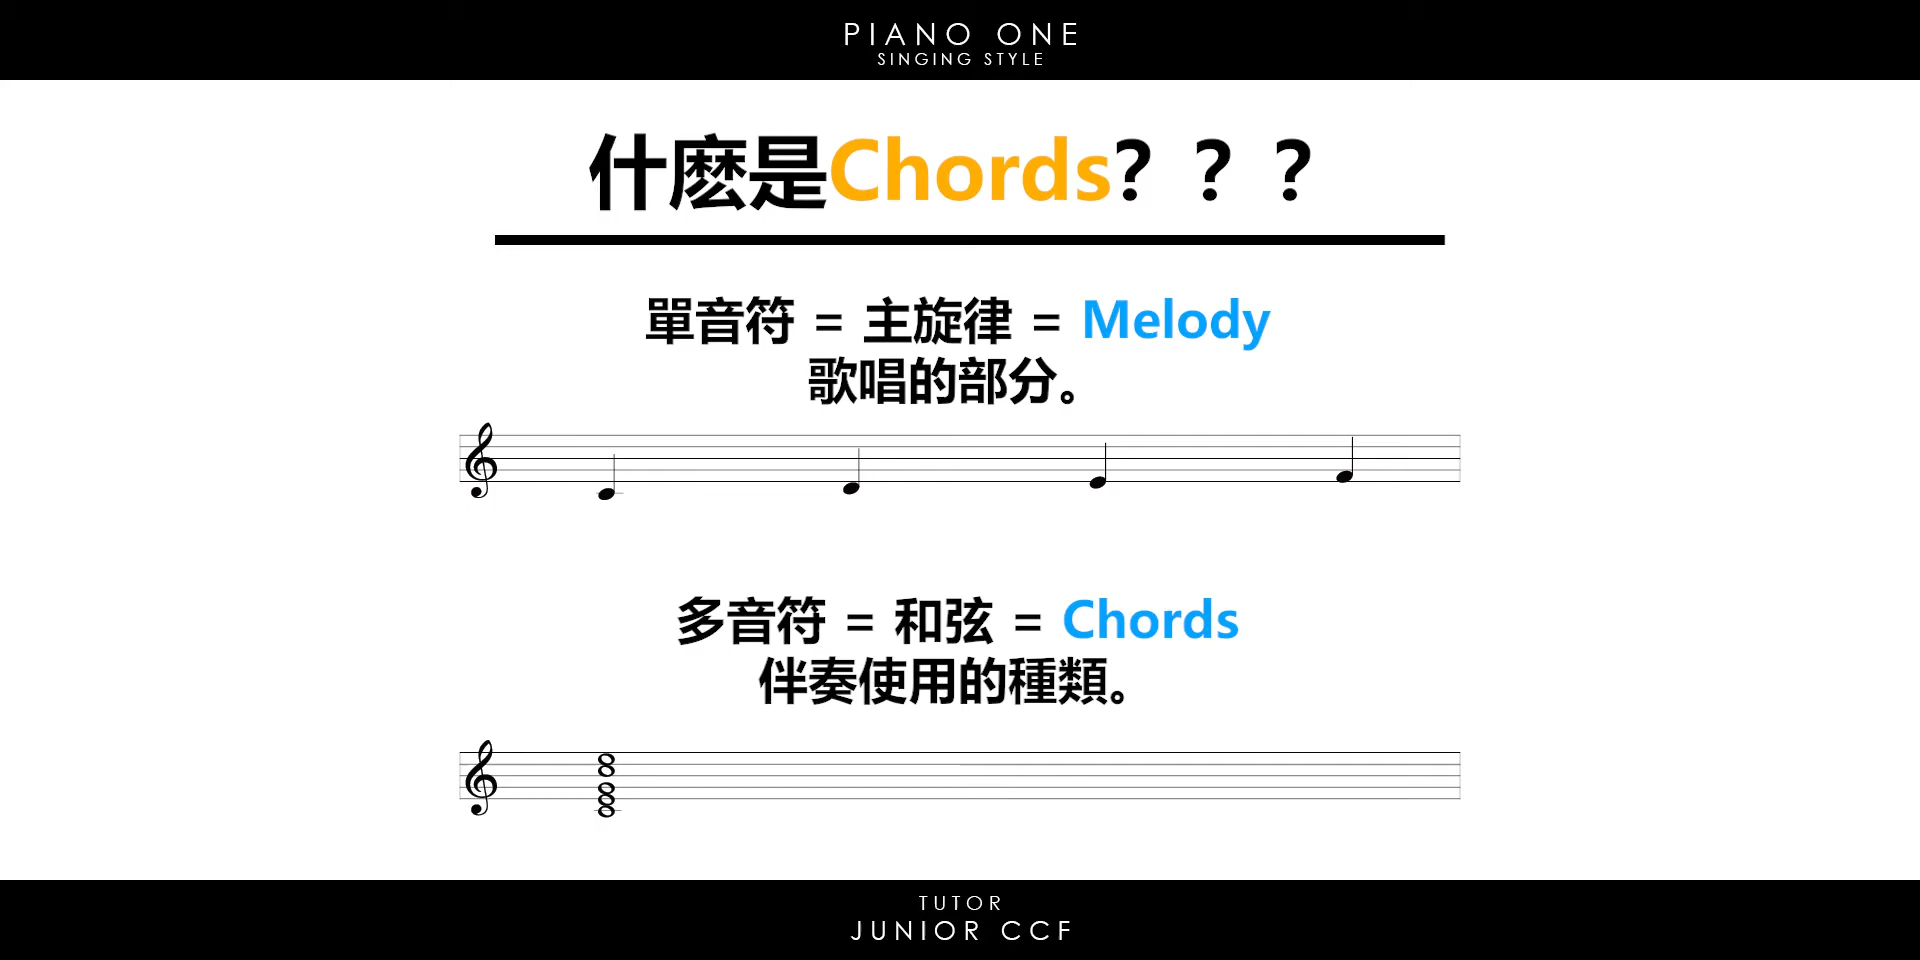 PIANO ONE
SINGING STYLE
什麽是Chords？？？
單音符 = 主旋律 = Melody
歌唱的部分。
多音符 = 和弦 = Chords
伴奏使用的種類。
TUTOR
JUNIOR CCF